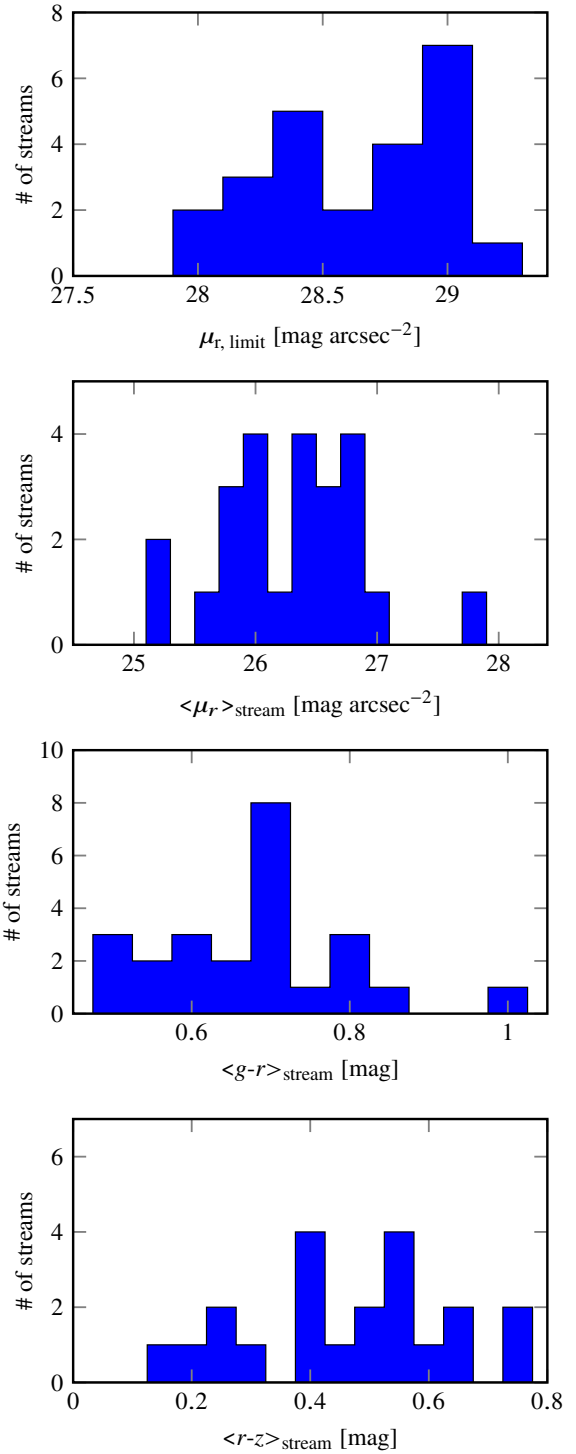 8
6
4
2
0
# of streams
27.5 28 28.5 29
μr, limit [mag arcsec−2]
4
2
0
# of streams
25 26 27 28
<μr>stream [mag arcsec−2]
10
8
6
4
2
0
# of streams
0.6 0.8 1
<g-r>stream [mag]
6
4
2
0
# of streams
0 0.2 0.4 0.6 0.8
<r-z>stream [mag]